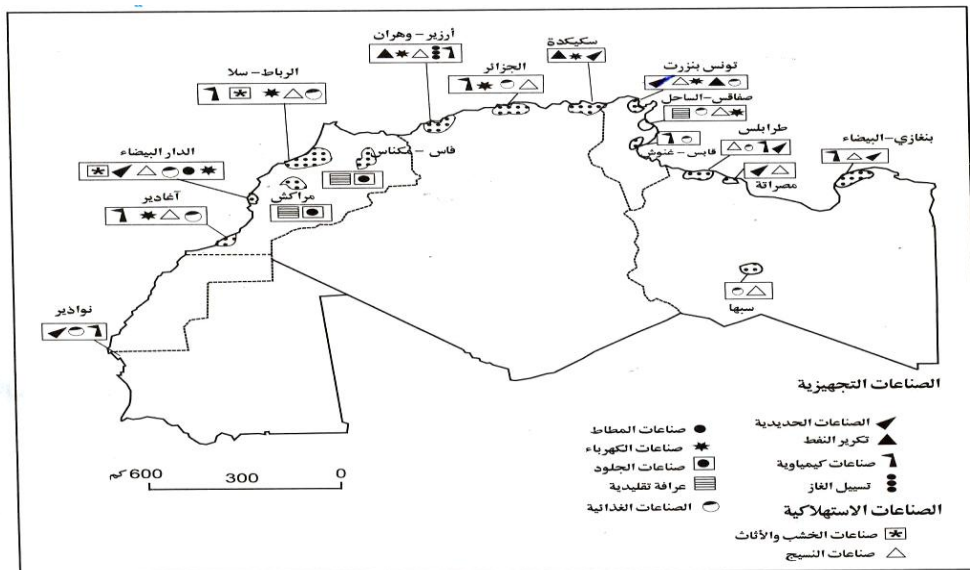 أرزير - وهران
سكيكدة
تونس بنزرت
الرباط - سلا
الجزائر
صفاقس - الساحل
طرابلس
بنغازي - البيضاء
الدار البيضاء
فاس - مكناس
قابس - غنوش
مصراتة
مراكش
آغادير
سبها
نواذير
الصناعات التجهيزية
الصناعات الحديدية
تكرير النفط
صناعات كيمياوية
تسييل الغاز
الصناعات الاستهلاكية
صناعات الخشب والأثاث
صناعات النسيج
صناعات المطاط
صناعات الكهرباء
صناعات الجلود
عرافة تقليدية
الصناعات الغذائية
0 300 600 كم